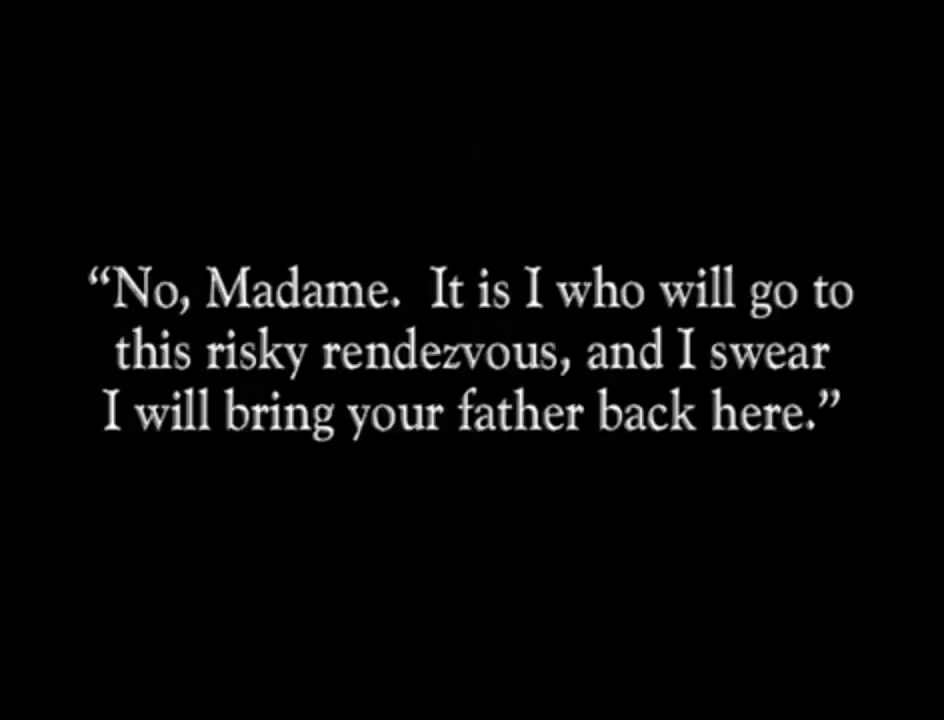 “No, Madame.  It is I who will go to
this risky rendezvous, and I swear
I will bring your father back here.”